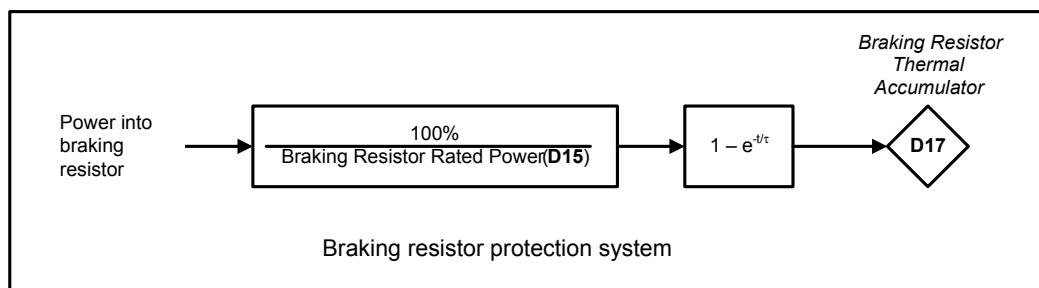 Braking Resistor
Thermal
Accumulator
Power into
braking
resistor
100%
Braking Resistor Rated Power(D15)
1 – e-t/τ
D17
Braking resistor protection system